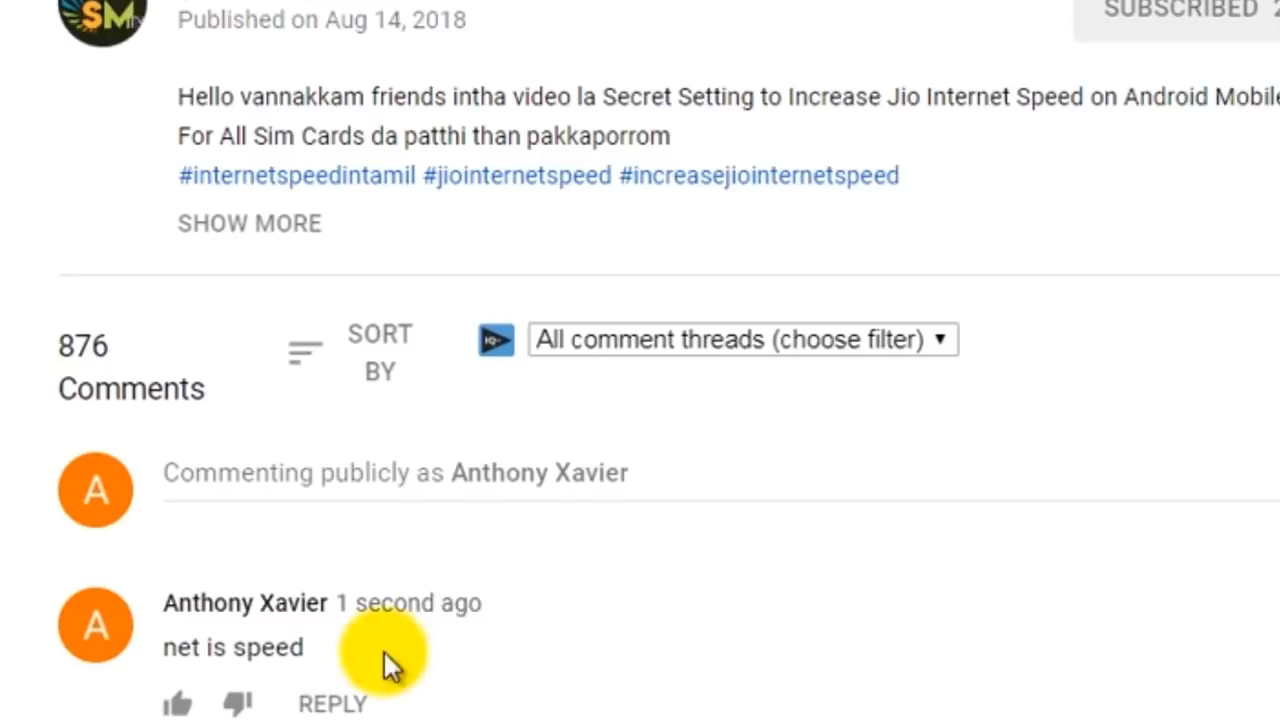 SM
Published on Aug 14, 2018
SUBSCRIBED
Hello vannakkam friends intha video la Secret Setting to Increase Jio Internet Speed on Android Mobile
For All Sim Cards da patthi than pakkaporrom
#internetspeedintamil #jiointernetspeed #increasejiointernetspeed
SHOW MORE
876
Comments
SORT
BY
IQ
All comment threads (choose filter) ▼
A
Commenting publicly as Anthony Xavier
A
Anthony Xavier 1 second ago
net is speed
REPLY